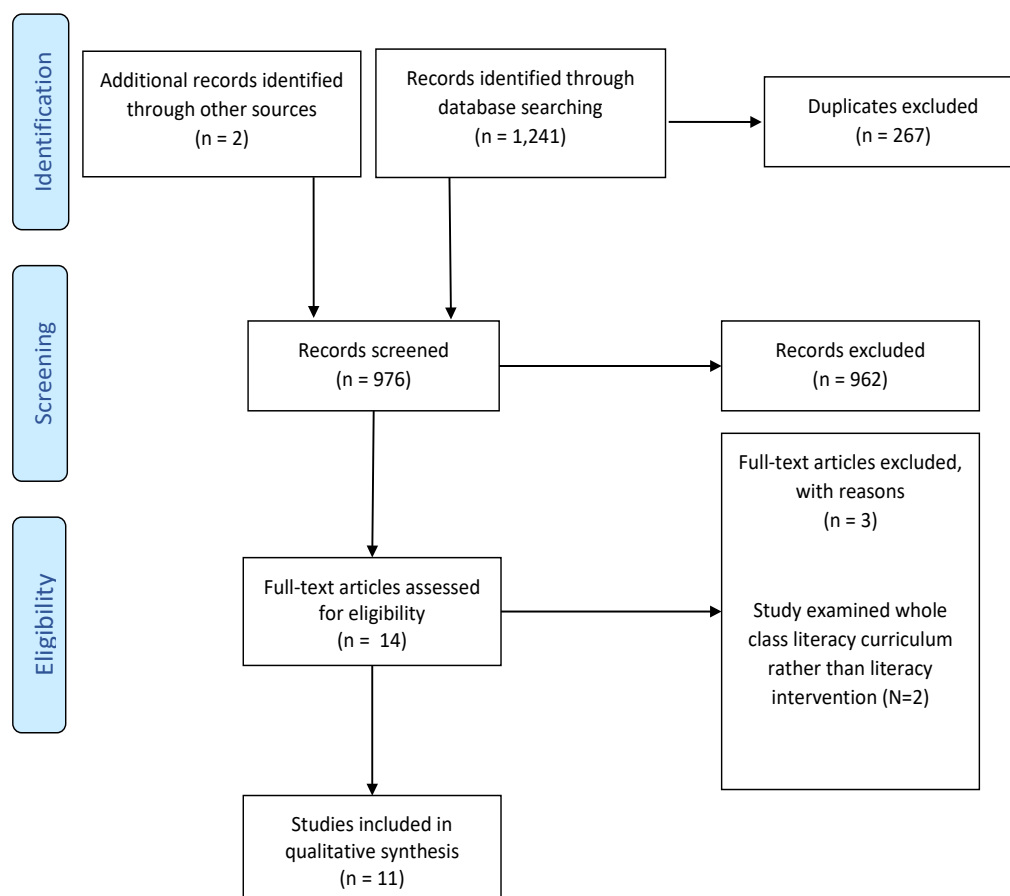 Identification
Additional records identified
through other sources
(n = 2)
Records identified through
database searching
(n = 1,241)
Duplicates excluded
(n = 267)
Screening
Records screened
(n = 976)
Records excluded
(n = 962)
Eligibility
Full-text articles assessed
for eligibility
(n = 14)
Full-text articles excluded,
with reasons
(n = 3)
Study examined whole
class literacy curriculum
rather than literacy
intervention (N=2)
Studies included in
qualitative synthesis
(n = 11)